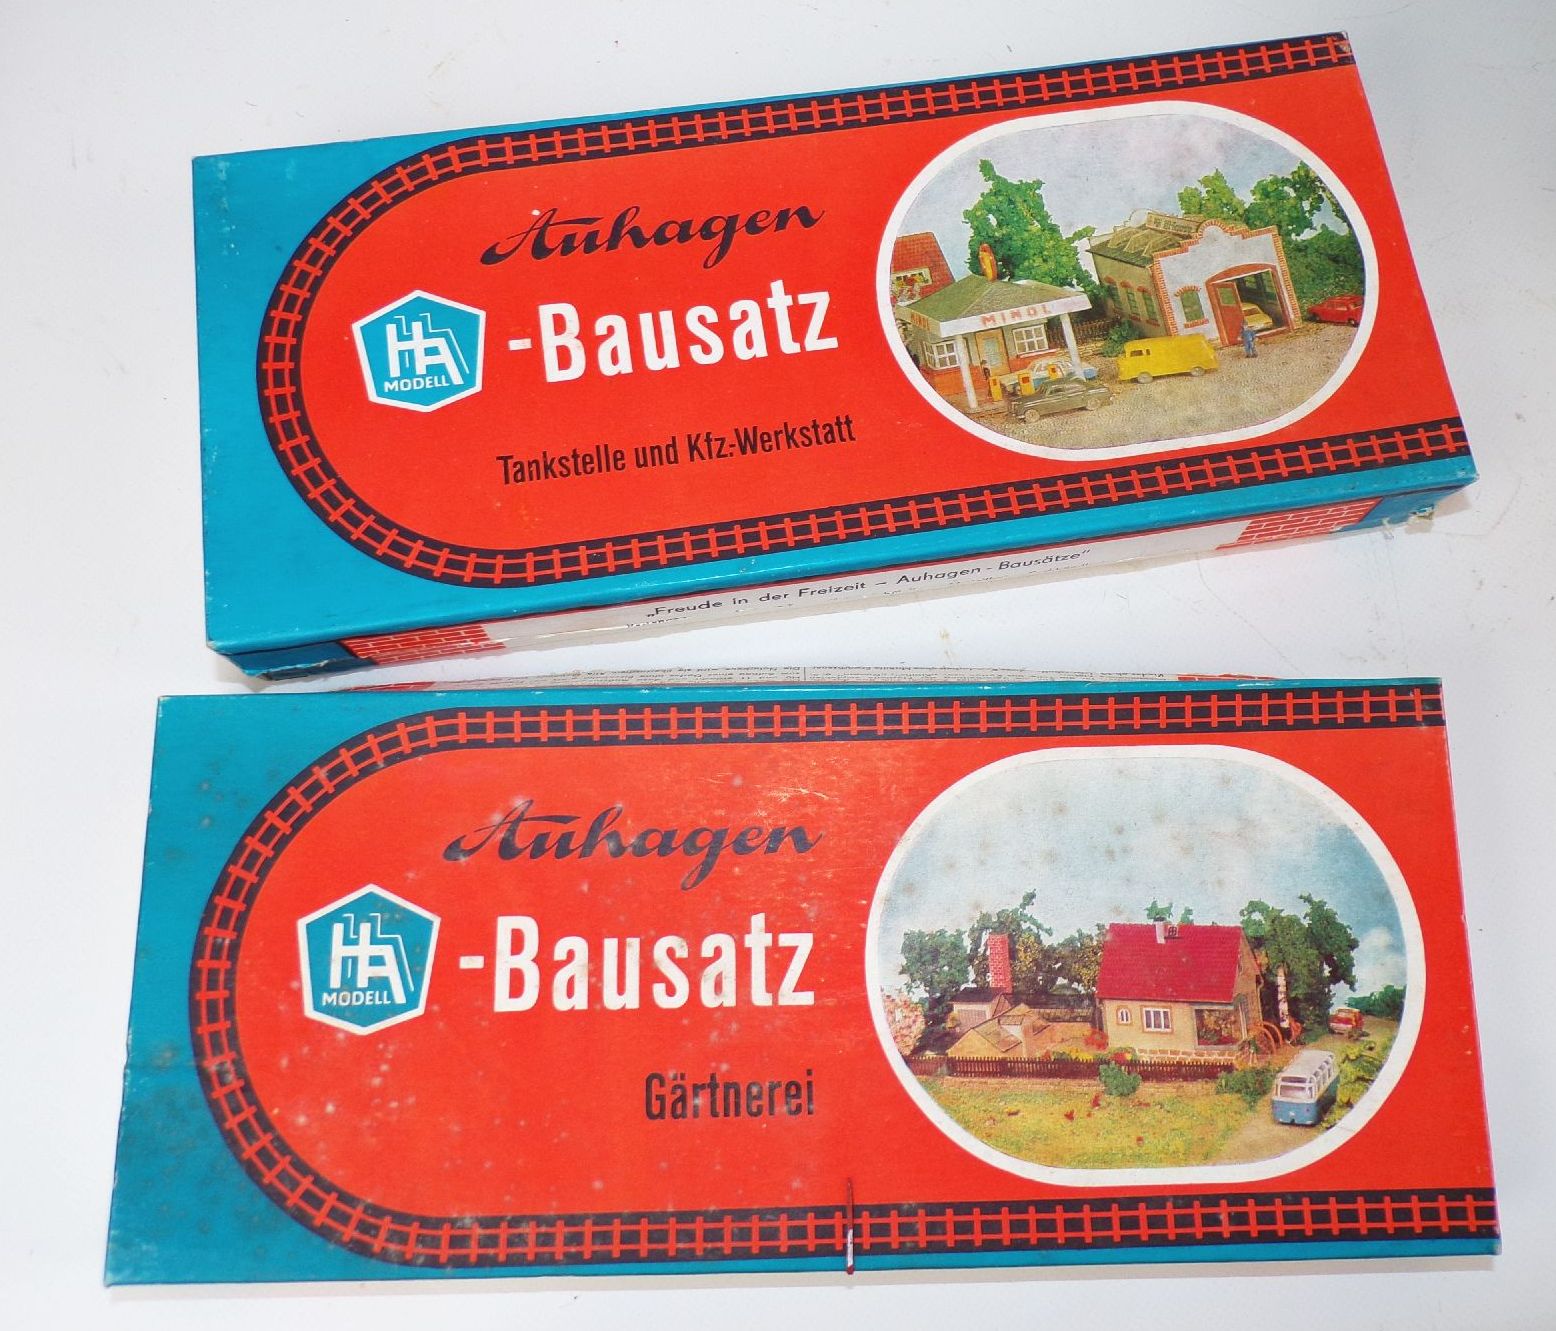 Auhagen
HA
MODELL
-Bausatz
Tankstelle und Kfz.-Werkstatt
MINOL
MINOL
„Freude in der Freizeit – Auhagen - Bausätze“
Auhagen
HA
MODELL
-Bausatz
Gärtnerei